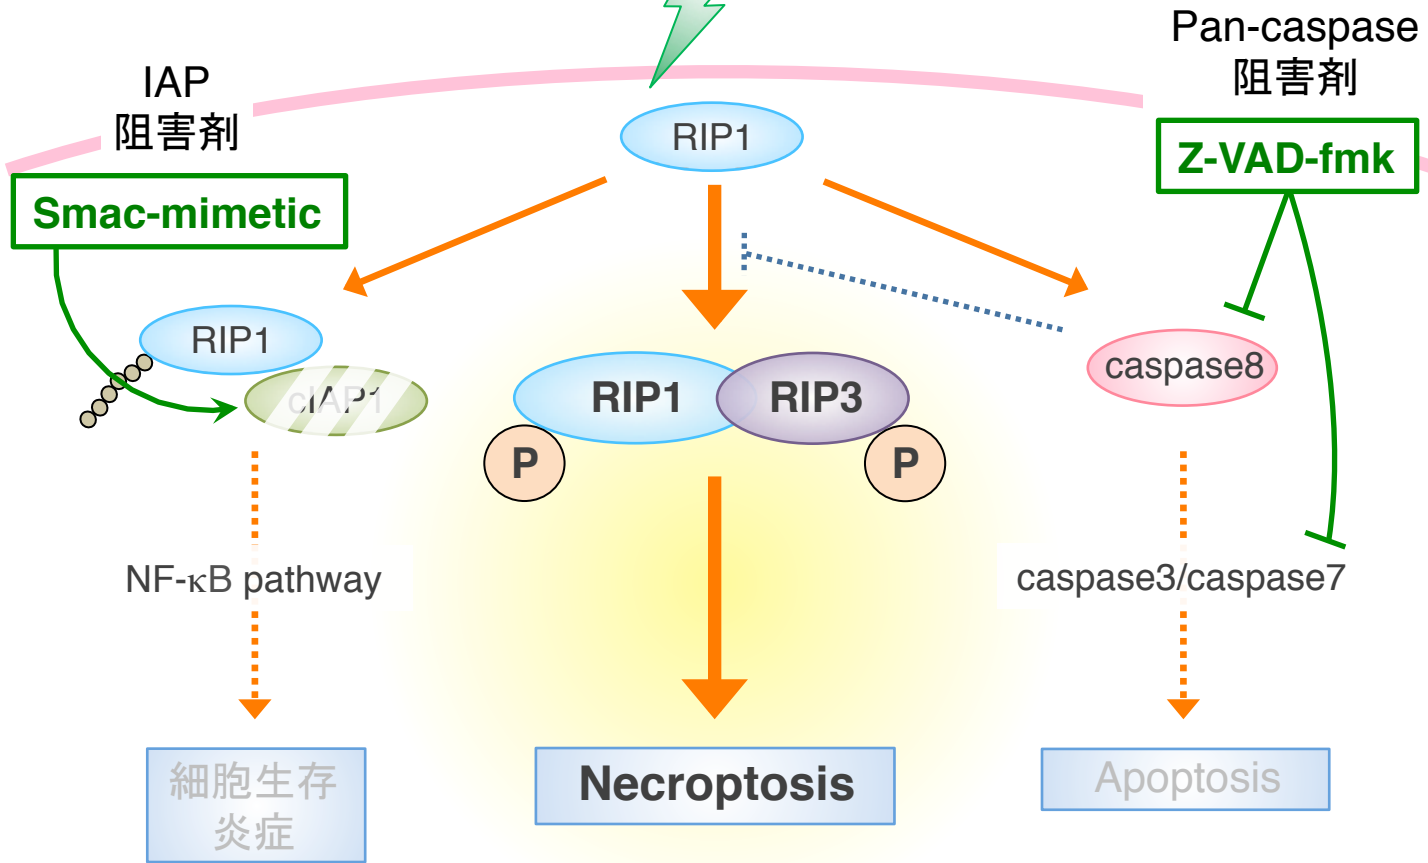 Pan-caspase
阻害剤
IAP
阻害剤
RIP1
Z-VAD-fmk
Smac-mimetic
RIP1
cIAP1
RIP1
RIP3
caspase8
P
P
NF-κB pathway
caspase3/caspase7
細胞生存
炎症
Necroptosis
Apoptosis